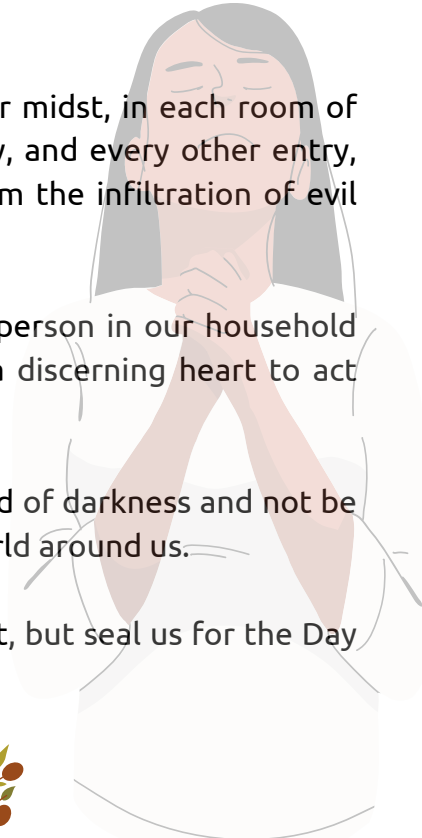 midst, in each room of
and every other entry,
the infiltration of evil
person in our household
discerning heart to act
of darkness and not be
around us.
but seal us for the Day